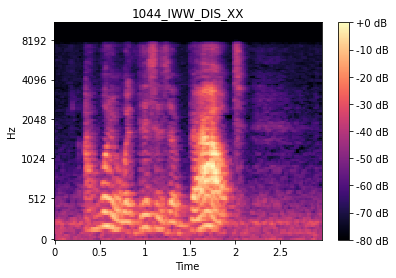 1044_IWW_DIS_XX
+0 dB
8192
-10 dB
4096
-20 dB
-30 dB
2048
Hz
-40 dB
1024
-50 dB
-60 dB
512
-70 dB
0
-80 dB
0 0.5 1 1.5 2 2.5
Time